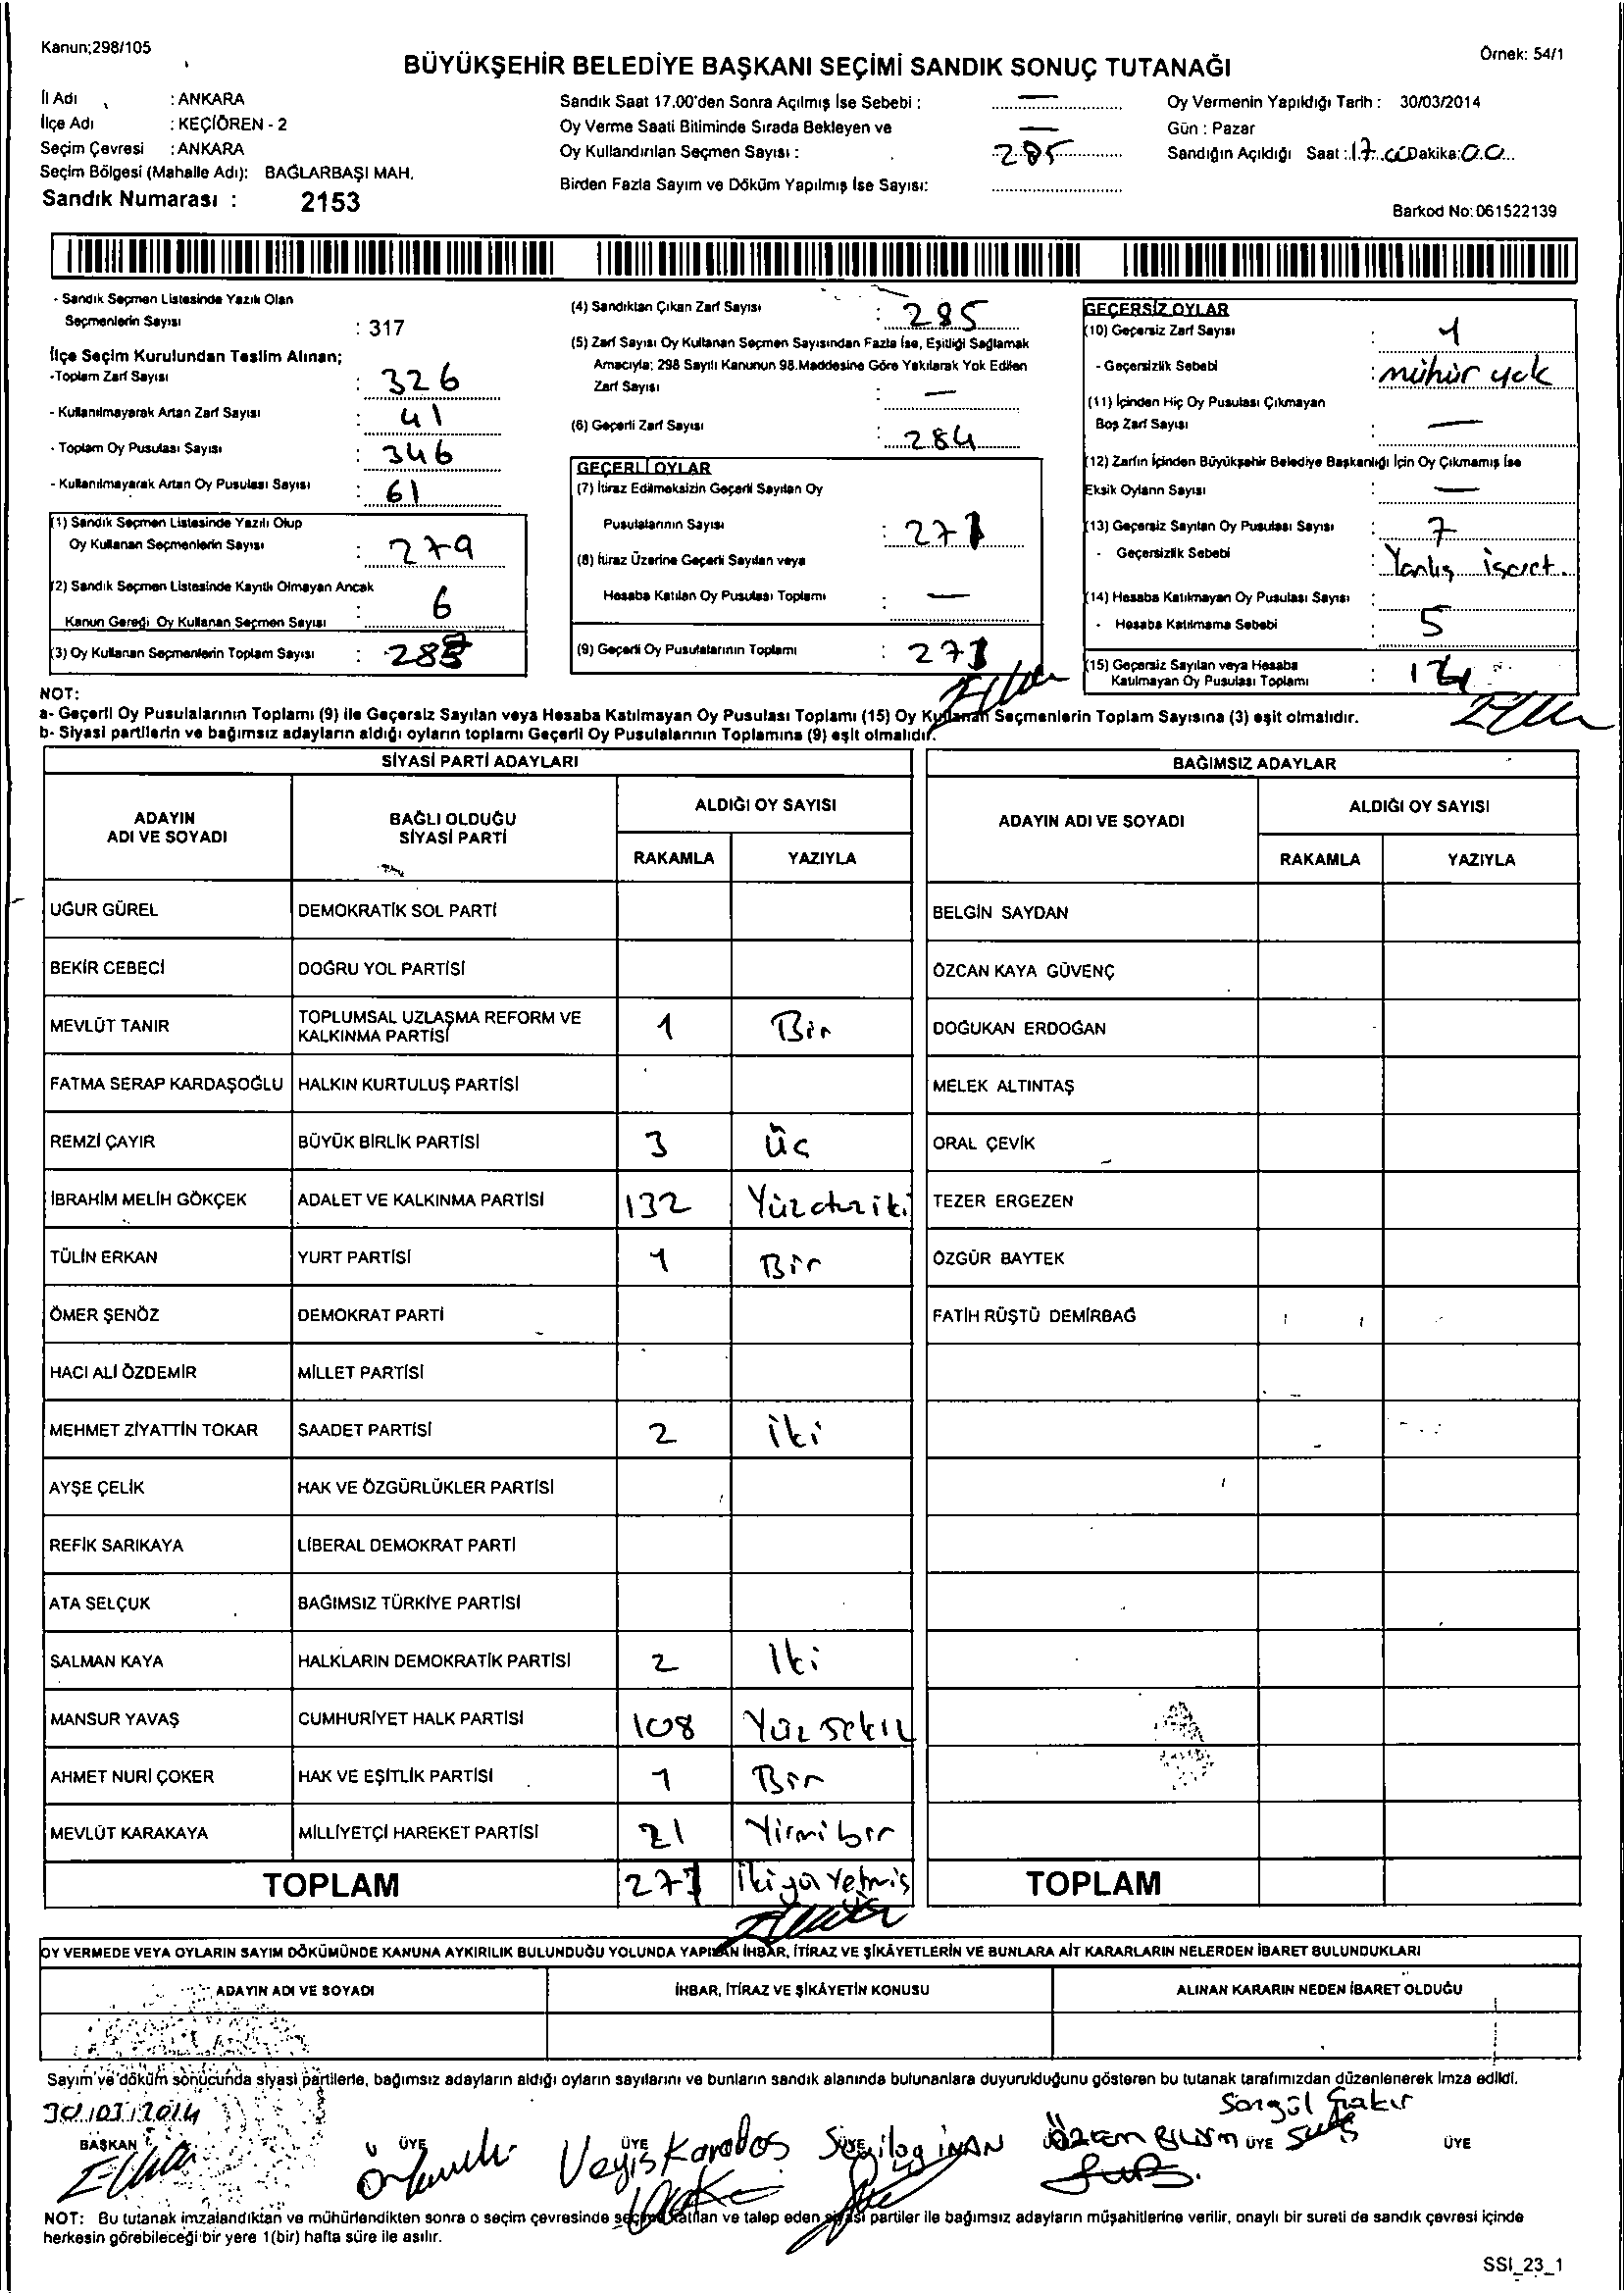 Kanun;298/105
Örnek: 54/1
BÜYÜKŞEHİR BELEDİYE BAŞKANI SEÇİMİ SANDIK SONUÇ TUTANAĞI
İl Adı : ANKARA
İlçe Adı : KEÇİÖREN - 2
Seçim Çevresi : ANKARA
Seçim Bölgesi (Mahalle Adı): BAĞLARBAŞI MAH.
Sandık Numarası : 2153
Sandık Saat 17.00'den Sonra Açılmış İse Sebebi : —
Oy Verme Saati Bitiminde Sırada Bekleyen ve —
Oy Kullandırılan Seçmen Sayısı : 285
Birden Fazla Sayım ve Döküm Yapılmış İse Sayısı:
Oy Vermenin Yapıldığı Tarih : 30/03/2014
Gün : Pazar
Sandığın Açıldığı Saat : 17.00 Dakika: 00
Barkod No: 061522139
- Sandık Seçmen Listesinde Yazılı Olan
Seçmenlerin Sayısı : 317
İlçe Seçim Kurulundan Teslim Alınan;
-Toplam Zarf Sayısı : 326
- Kullanılmayarak Artan Zarf Sayısı : 41
- Toplam Oy Pusulası Sayısı : 346
- Kullanılmayarak Artan Oy Pusulası Sayısı : 61
(1) Sandık Seçmen Listesinde Yazılı Olup
Oy Kullanan Seçmenlerin Sayısı : 279
(2) Sandık Seçmen Listesinde Kayıtlı Olmayan Ancak
Kanun Gereği Oy Kullanan Seçmen Sayısı : 6
(3) Oy Kullanan Seçmenlerin Toplam Sayısı : 285
(4) Sandıktan Çıkan Zarf Sayısı : 285
(5) Zarf Sayısı Oy Kullanan Seçmen Sayısından Fazla İse, Eşitliği Sağlamak
Amacıyla; 298 Sayılı Kanunun 98.Maddesine Göre Yakılarak Yok Edilen
Zarf Sayısı : —
(6) Geçerli Zarf Sayısı : 284
GEÇERLİ OYLAR
(7) İtiraz Edilmeksizin Geçerli Sayılan Oy
Pusulalarının Sayısı : 271
(8) İtiraz Üzerine Geçerli Sayılan veya
Hesaba Katılan Oy Pusulası Toplamı : —
(9) Geçerli Oy Pusulalarının Toplamı : 271
GEÇERSİZ OYLAR
(10) Geçersiz Zarf Sayısı : 1
- Geçersizlik Sebebi : mühür yok
(11) İçinden Hiç Oy Pusulası Çıkmayan
Boş Zarf Sayısı : —
(12) Zarfın İçinden Büyükşehir Belediye Başkanlığı İçin Oy Çıkmamış İse
Eksik Oyların Sayısı : —
(13) Geçersiz Sayılan Oy Pusulası Sayısı : 7
- Geçersizlik Sebebi : Yanlış işaret
(14) Hesaba Katılmayan Oy Pusulası Sayısı :
- Hesaba Katılmama Sebebi : 5
(15) Geçersiz Sayılan veya Hesaba
Katılmayan Oy Pusulası Toplamı :
NOT:
a- Geçerli Oy Pusulalarının Toplamı (9) ile Geçersiz Sayılan veya Hesaba Katılmayan Oy Pusulası Toplamı (15) Oy Kullanan Seçmenlerin Toplam Sayısına (3) eşit olmalıdır.
b- Siyasi partilerin ve bağımsız adayların aldığı oyların toplamı Geçerli Oy Pusulalarının Toplamına (9) eşit olmalıdır.
SİYASİ PARTİ ADAYLARI
ADAYIN ADI VE SOYADI
BAĞLI OLDUĞU SİYASİ PARTİ
ALDIĞI OY SAYISI
RAKAMLA YAZIYLA
UĞUR GÜREL DEMOKRATİK SOL PARTİ
BEKİR CEBECİ DOĞRU YOL PARTİSİ
MEVLÜT TANIR TOPLUMSAL UZLAŞMA REFORM VE KALKINMA PARTİSİ 1 Bir
FATMA SERAP KARDAŞOĞLU HALKIN KURTULUŞ PARTİSİ
REMZİ ÇAYIR BÜYÜK BİRLİK PARTİSİ 3 üç
İBRAHİM MELİH GÖKÇEK ADALET VE KALKINMA PARTİSİ 132 Yüzotuziki
TÜLİN ERKAN YURT PARTİSİ 1 Bir
ÖMER ŞENÖZ DEMOKRAT PARTİ
HACI ALİ ÖZDEMİR MİLLET PARTİSİ
MEHMET ZİYATTİN TOKAR SAADET PARTİSİ 2 iki
AYŞE ÇELİK HAK VE ÖZGÜRLÜKLER PARTİSİ
REFİK SARIKAYA LİBERAL DEMOKRAT PARTİ
ATA SELÇUK BAĞIMSIZ TÜRKİYE PARTİSİ
SALMAN KAYA HALKLARIN DEMOKRATİK PARTİSİ 2 İki
MANSUR YAVAŞ CUMHURİYET HALK PARTİSİ 108 Yüz sekiz
AHMET NURİ ÇOKER HAK VE EŞİTLİK PARTİSİ 1 Bir
MEVLÜT KARAKAYA MİLLİYETÇİ HAREKET PARTİSİ 21 Yirmi bir
TOPLAM 271 ikiyüz Yetmiş
BAĞIMSIZ ADAYLAR
ADAYIN ADI VE SOYADI
ALDIĞI OY SAYISI
RAKAMLA YAZIYLA
BELGİN SAYDAN
ÖZCAN KAYA GÜVENÇ
DOĞUKAN ERDOĞAN
MELEK ALTINTAŞ
ORAL ÇEVİK
TEZER ERGEZEN
ÖZGÜR BAYTEK
FATİH RÜŞTÜ DEMİRBAĞ
TOPLAM
OY VERMEDE VEYA OYLARIN SAYIM DÖKÜMÜNDE KANUNA AYKIRILIK BULUNDUĞU YOLUNDA YAPILAN İHBAR, İTİRAZ VE ŞİKÂYETLERİN VE BUNLARA AİT KARARLARIN NELERDEN İBARET BULUNDUKLARI
ADAYIN ADI VE SOYADI
İHBAR, İTİRAZ VE ŞİKÂYETİN KONUSU
ALINAN KARARIN NEDEN İBARET OLDUĞU
Sayım ve döküm sonucunda siyasi partilerle, bağımsız adayların aldığı oyların sayılarını ve bunların sandık alanında bulunanlara duyurulduğunu gösteren bu tutanak tarafımızdan düzenlenerek imza edildi.
30/03/2014
BAŞKAN ÜYE ÜYE ÜYE ÜYE ÜYE
Veyis Karabaş
NOT: Bu tutanak imzalandıktan ve mühürlendikten sonra o seçim çevresinde seçime katılan ve talep eden siyasi partiler ile bağımsız adayların müşahitlerine verilir, onaylı bir sureti de sandık çevresi içinde
herkesin görebileceği bir yere 1(bir) hafta süre ile asılır.
SSI_23_1